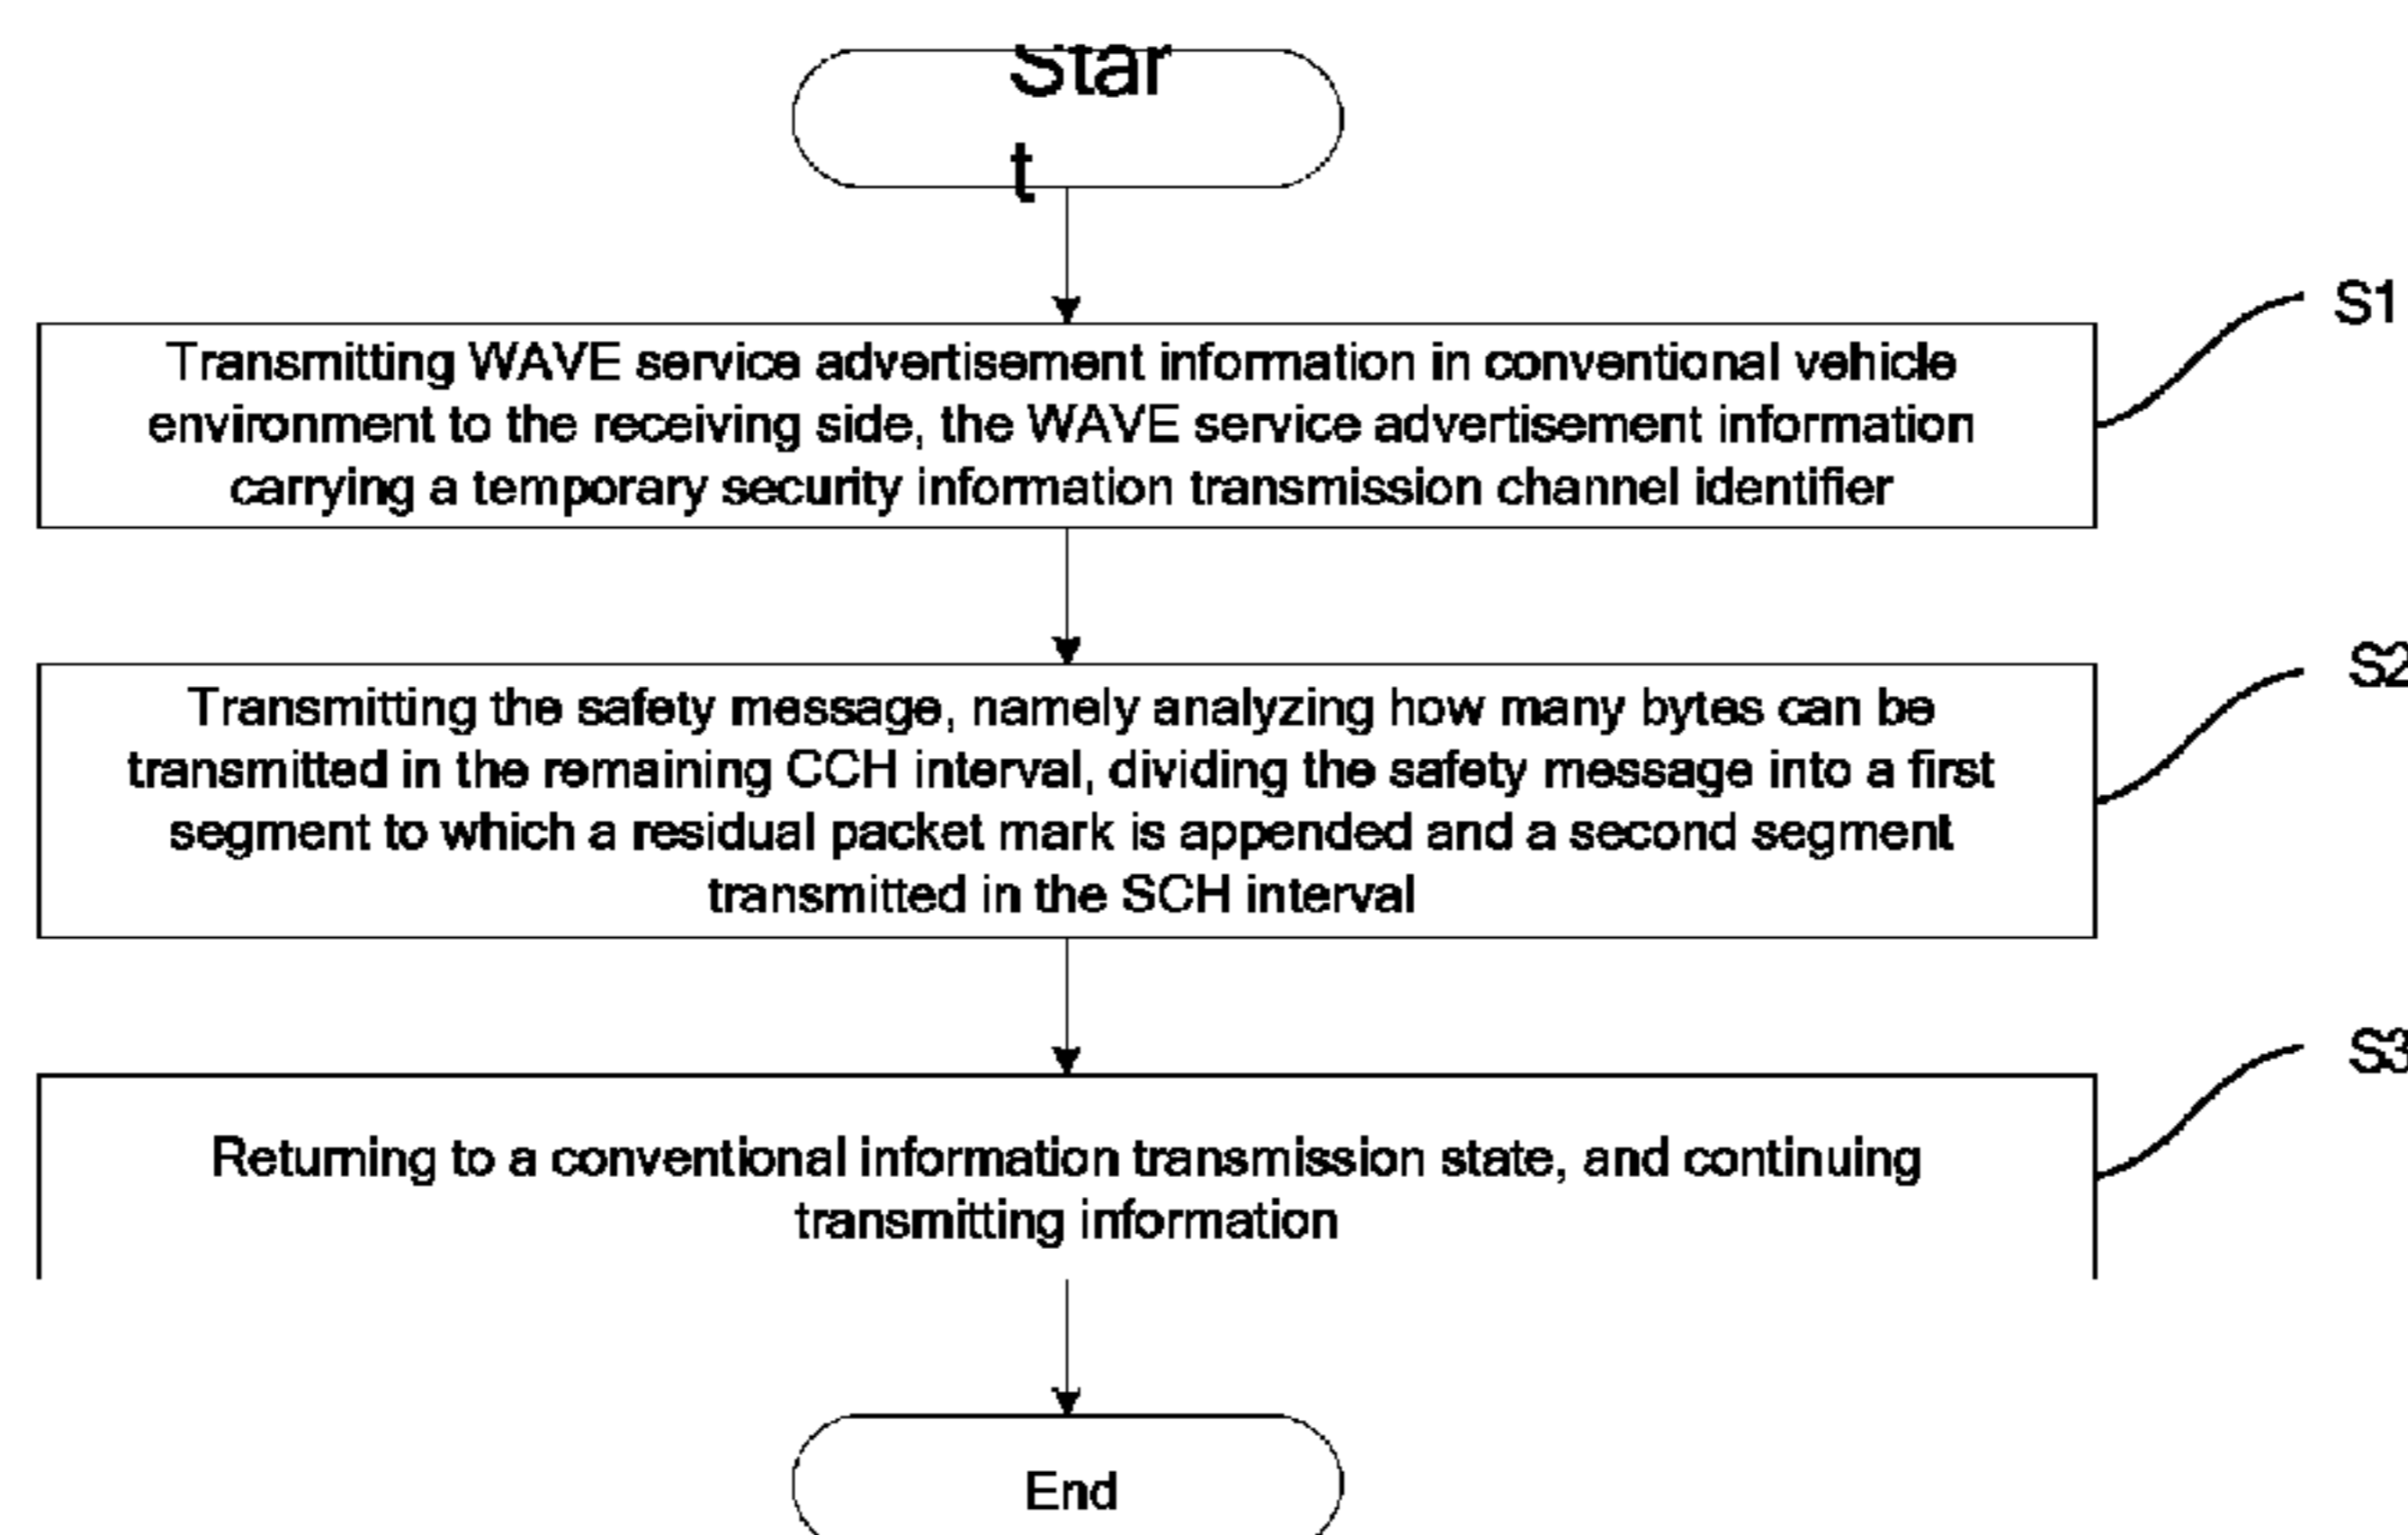 Star
t
S1
Transmitting WAVE service advertisement information in conventional vehicle
environment to the receiving side, the WAVE service advertisement information
carrying a temporary security information transmission channel identifier
S2
Transmitting the safety message, namely analyzing how many bytes can be
transmitted in the remaining CCH interval, dividing the safety message into a first
segment to which a residual packet mark is appended and a second segment
transmitted in the SCH interval
S3
Returning to a conventional information transmission state, and continuing
transmitting information
End